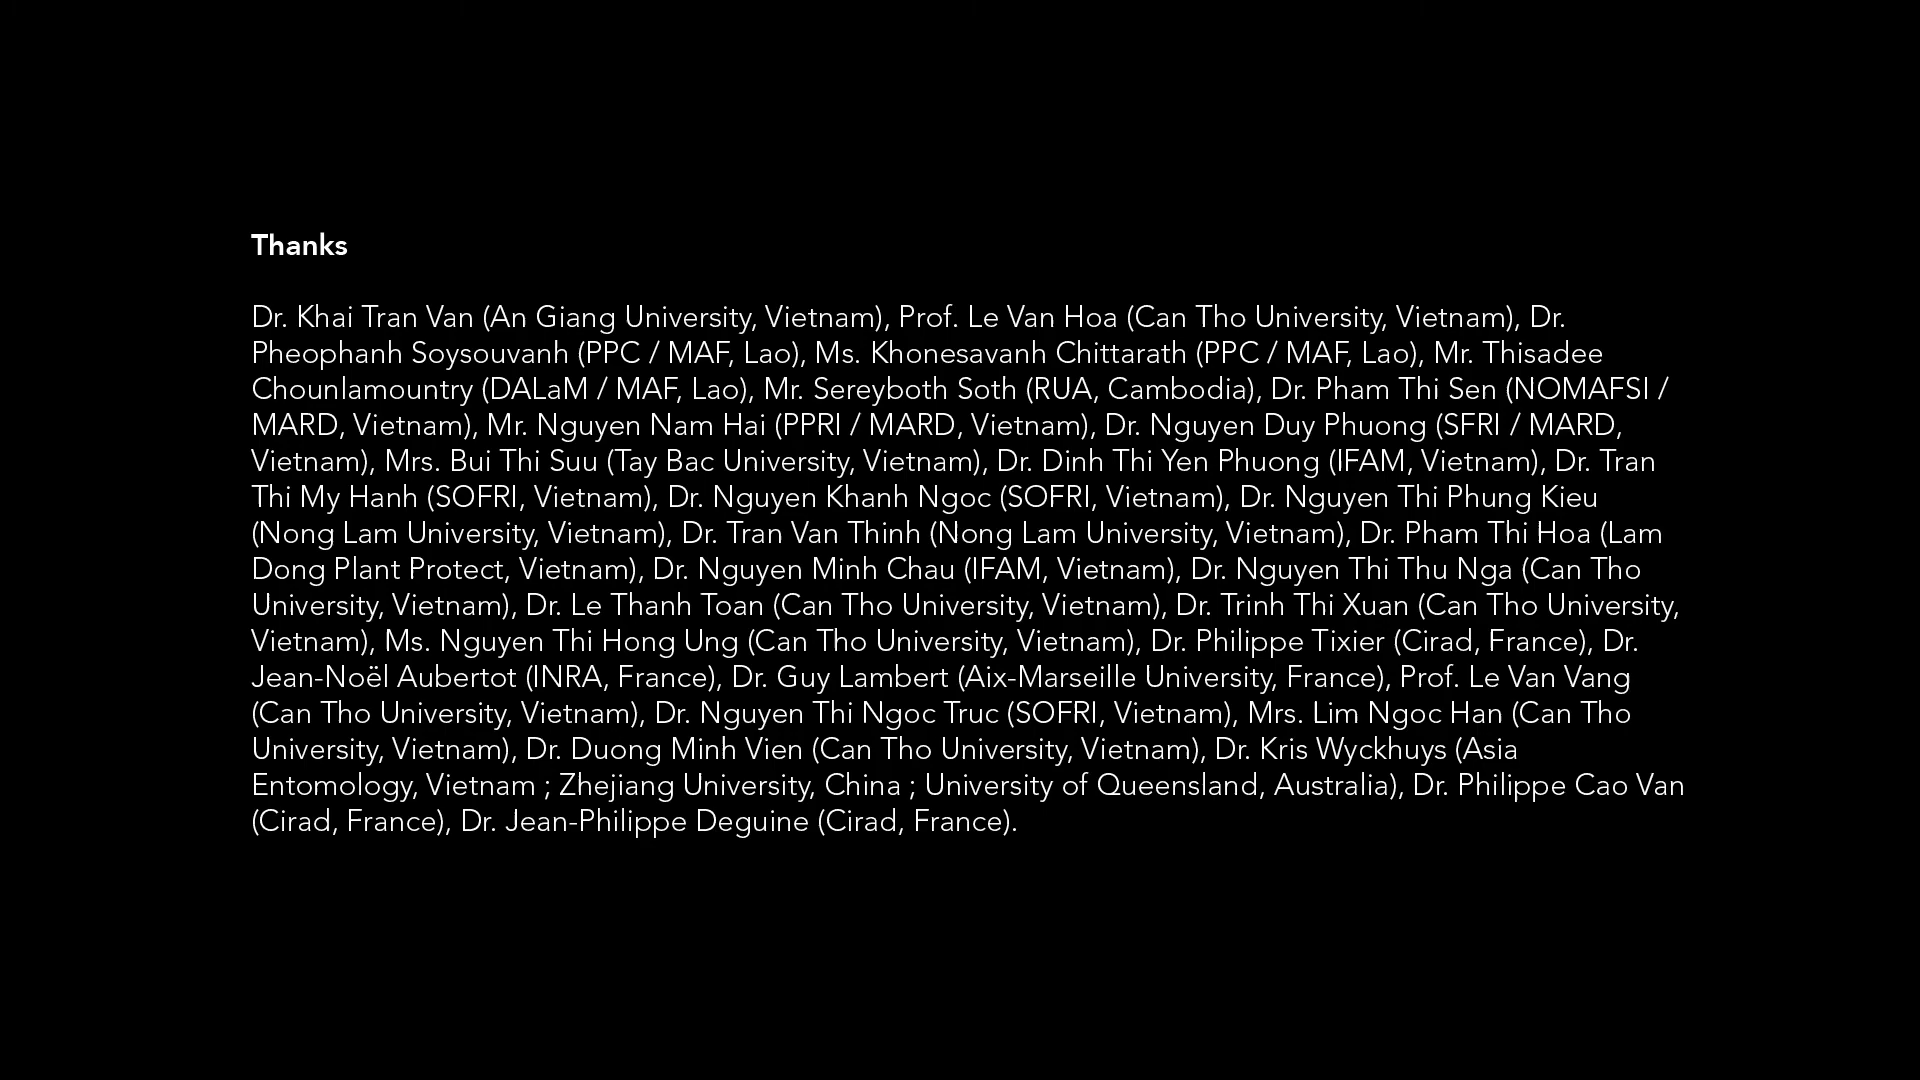 Thanks
Dr. Khai Tran Van (An Giang University, Vietnam), Prof. Le Van Hoa (Can Tho University, Vietnam), Dr.
Pheophanh Soysouvanh (PPC / MAF, Lao), Ms. Khonesavanh Chittarath (PPC / MAF, Lao), Mr. Thisadee
Chounlamountry (DALaM / MAF, Lao), Mr. Sereyboth Soth (RUA, Cambodia), Dr. Pham Thi Sen (NOMAFSI /
MARD, Vietnam), Mr. Nguyen Nam Hai (PPRI / MARD, Vietnam), Dr. Nguyen Duy Phuong (SFRI / MARD,
Vietnam), Mrs. Bui Thi Suu (Tay Bac University, Vietnam), Dr. Dinh Thi Yen Phuong (IFAM, Vietnam), Dr. Tran
Thi My Hanh (SOFRI, Vietnam), Dr. Nguyen Khanh Ngoc (SOFRI, Vietnam), Dr. Nguyen Thi Phung Kieu
(Nong Lam University, Vietnam), Dr. Tran Van Thinh (Nong Lam University, Vietnam), Dr. Pham Thi Hoa (Lam
Dong Plant Protect, Vietnam), Dr. Nguyen Minh Chau (IFAM, Vietnam), Dr. Nguyen Thi Thu Nga (Can Tho
University, Vietnam), Dr. Le Thanh Toan (Can Tho University, Vietnam), Dr. Trinh Thi Xuan (Can Tho University,
Vietnam), Ms. Nguyen Thi Hong Ung (Can Tho University, Vietnam), Dr. Philippe Tixier (Cirad, France), Dr.
Jean-Noël Aubertot (INRA, France), Dr. Guy Lambert (Aix-Marseille University, France), Prof. Le Van Vang
(Can Tho University, Vietnam), Dr. Nguyen Thi Ngoc Truc (SOFRI, Vietnam), Mrs. Lim Ngoc Han (Can Tho
University, Vietnam), Dr. Duong Minh Vien (Can Tho University, Vietnam), Dr. Kris Wyckhuys (Asia
Entomology, Vietnam ; Zhejiang University, China ; University of Queensland, Australia), Dr. Philippe Cao Van
(Cirad, France), Dr. Jean-Philippe Deguine (Cirad, France).